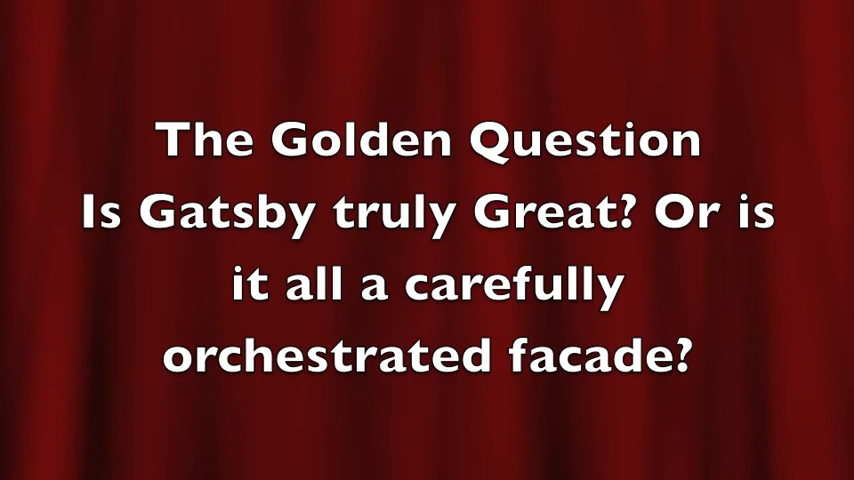 The Golden Question
Is Gatsby truly Great? Or is
it all a carefully
orchestrated facade?